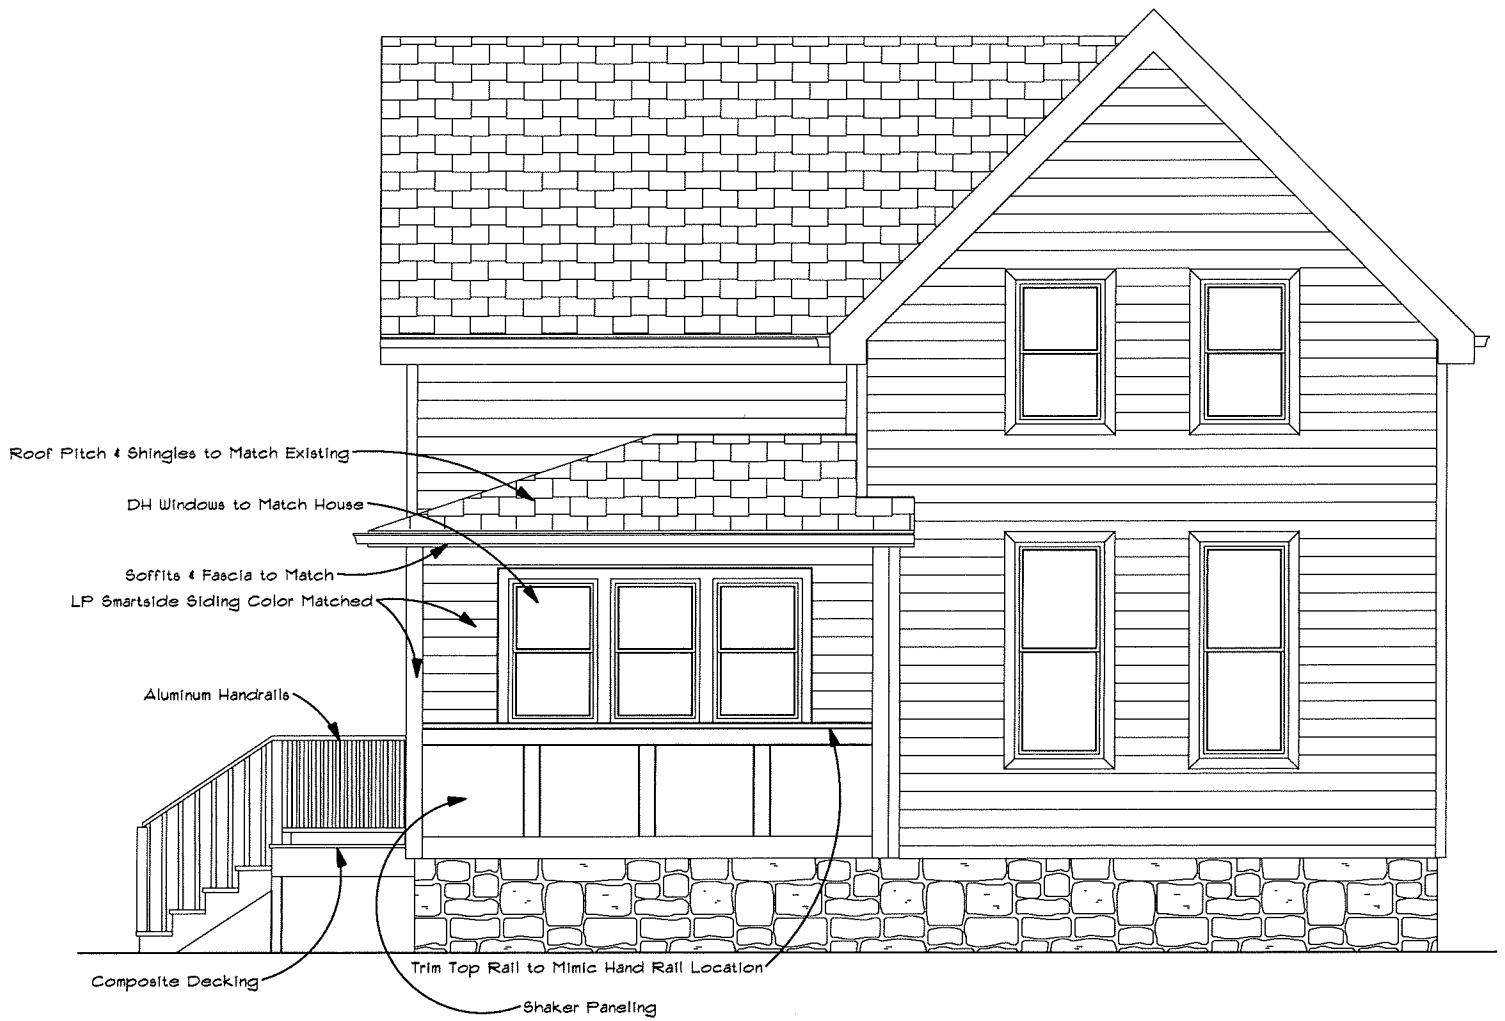 Roof Pitch & Shingles to Match Existing
DH Windows to Match House
Soffits & Fascia to Match
LP Smartside Siding Color Matched
Aluminum Handrails
Trim Top Rail to Mimic Hand Rail Location
Composite Decking
Shaker Paneling